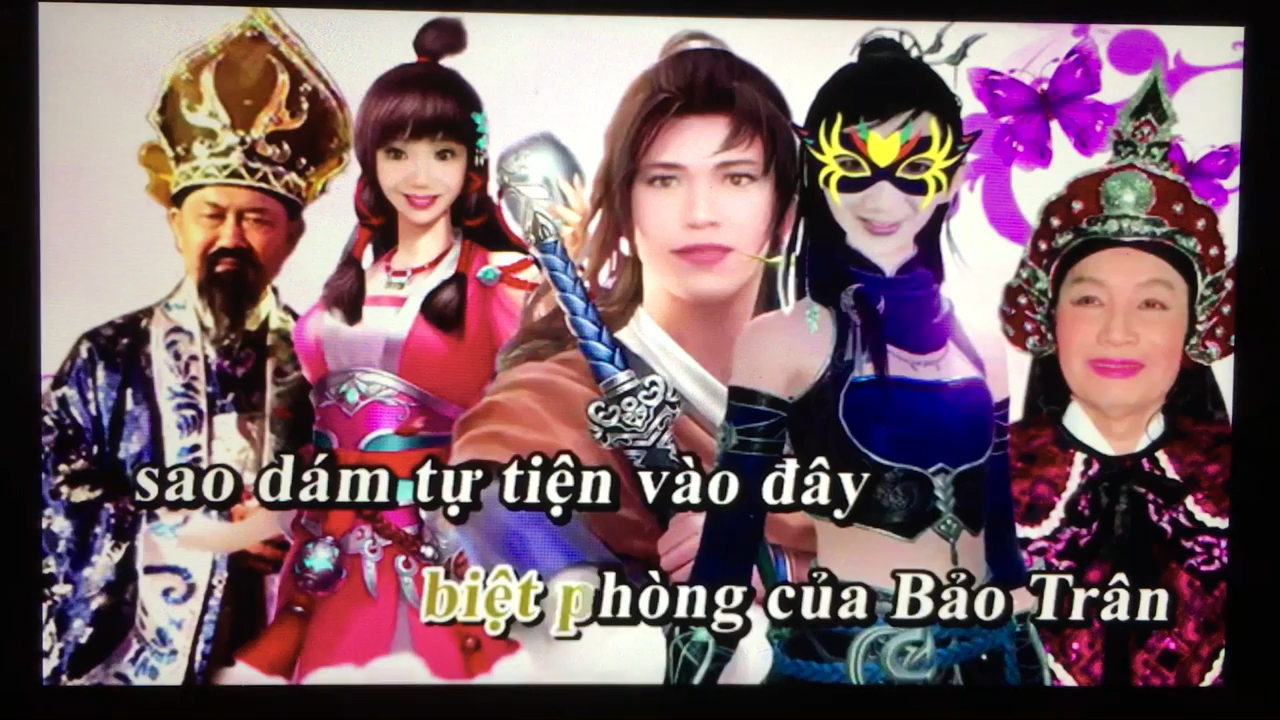 sao dám tự tiện vào đây
biệt phòng của Bảo Trân